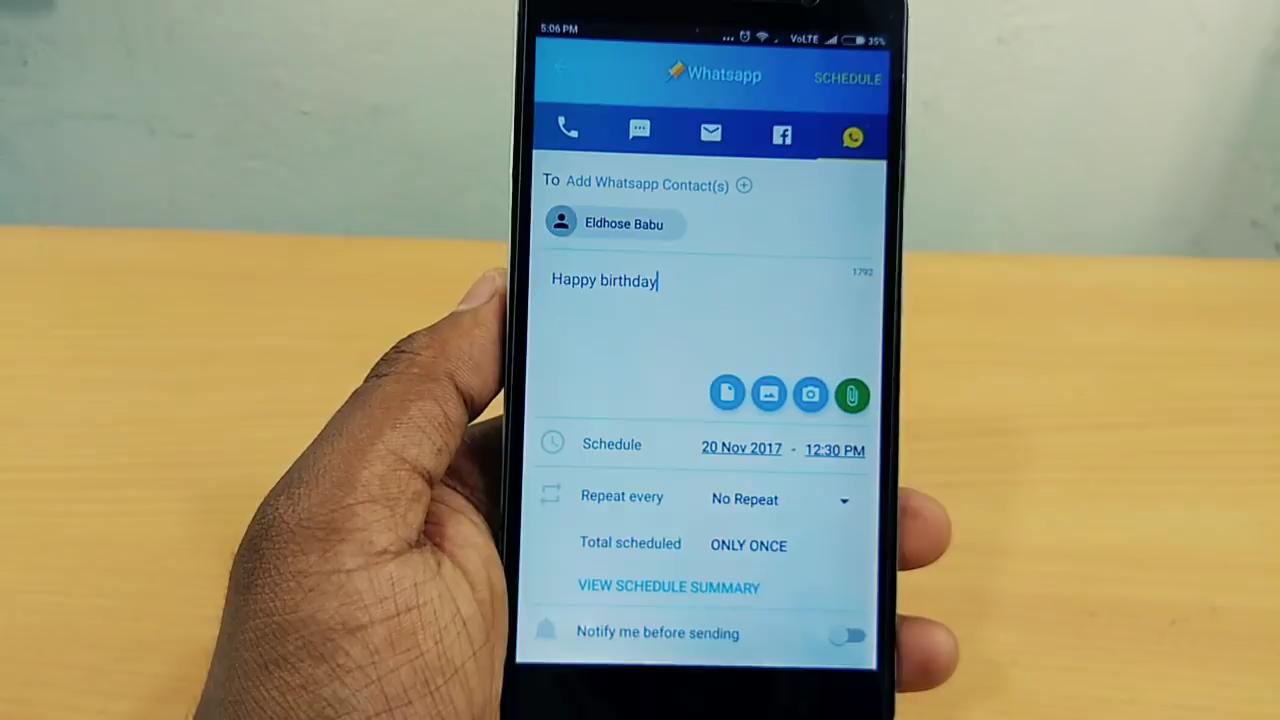 5:06 PM VoLTE 35%
Whatsapp SCHEDULE
To Add Whatsapp Contact(s)
Eldhose Babu
1792
Happy birthday
Schedule 20 Nov 2017 - 12:30 PM
Repeat every No Repeat
Total scheduled ONLY ONCE
VIEW SCHEDULE SUMMARY
Notify me before sending